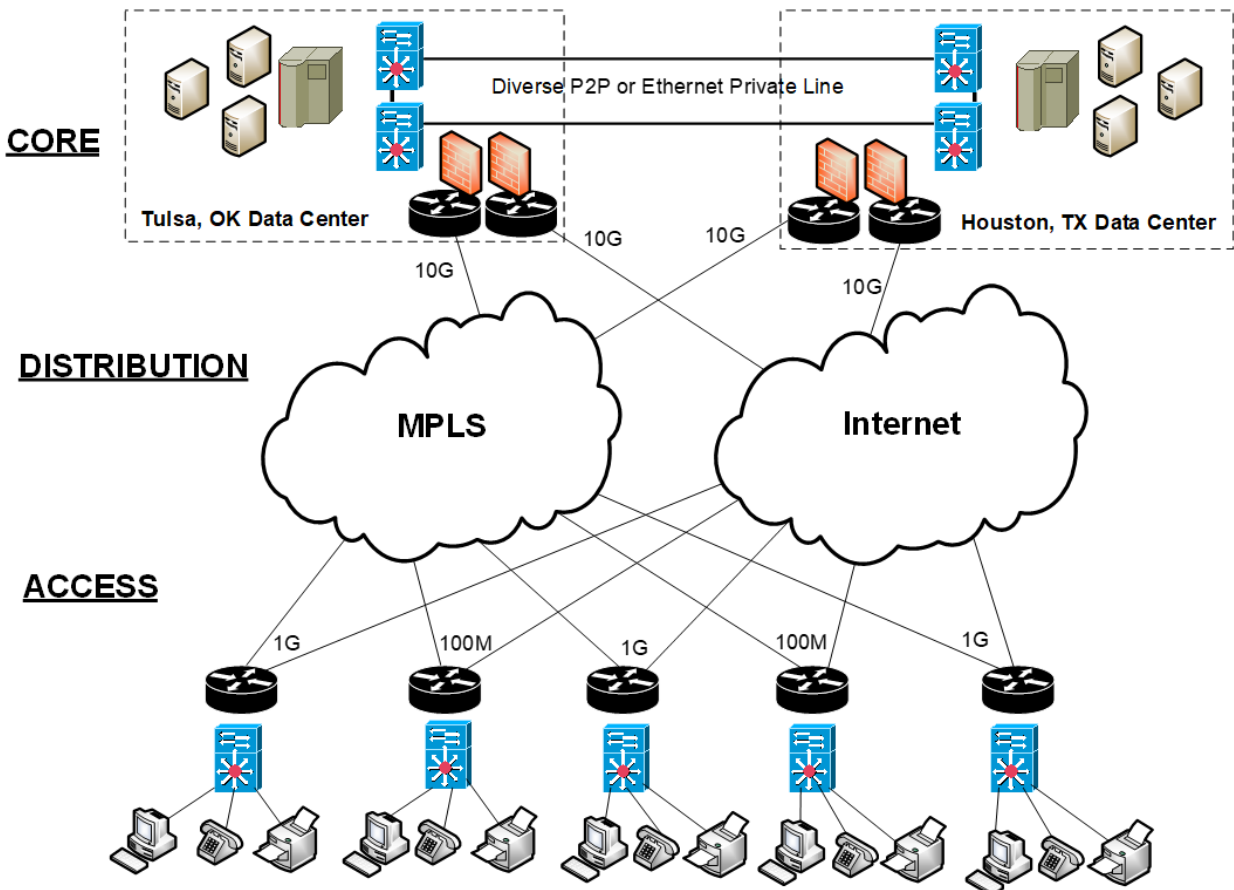 Diverse P2P or Ethernet Private Line
CORE
Tulsa, OK Data Center
Houston, TX Data Center
10G
10G
10G
10G
DISTRIBUTION
MPLS
Internet
ACCESS
1G
100M
1G
100M
1G